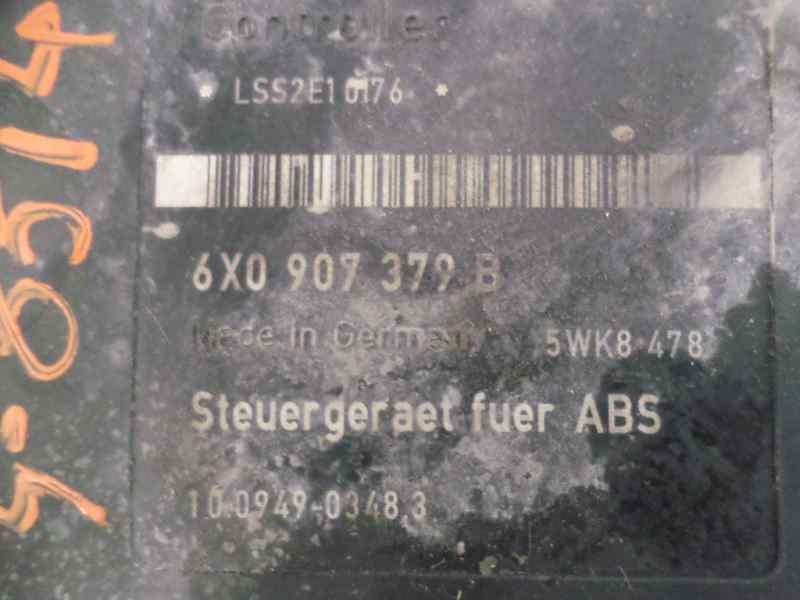 Controller
* LSS2E10176 *
6X0 907 379 B
Made in Germany
5WK8 478
Steuergeraet fuer ABS
10.0949-0348.3